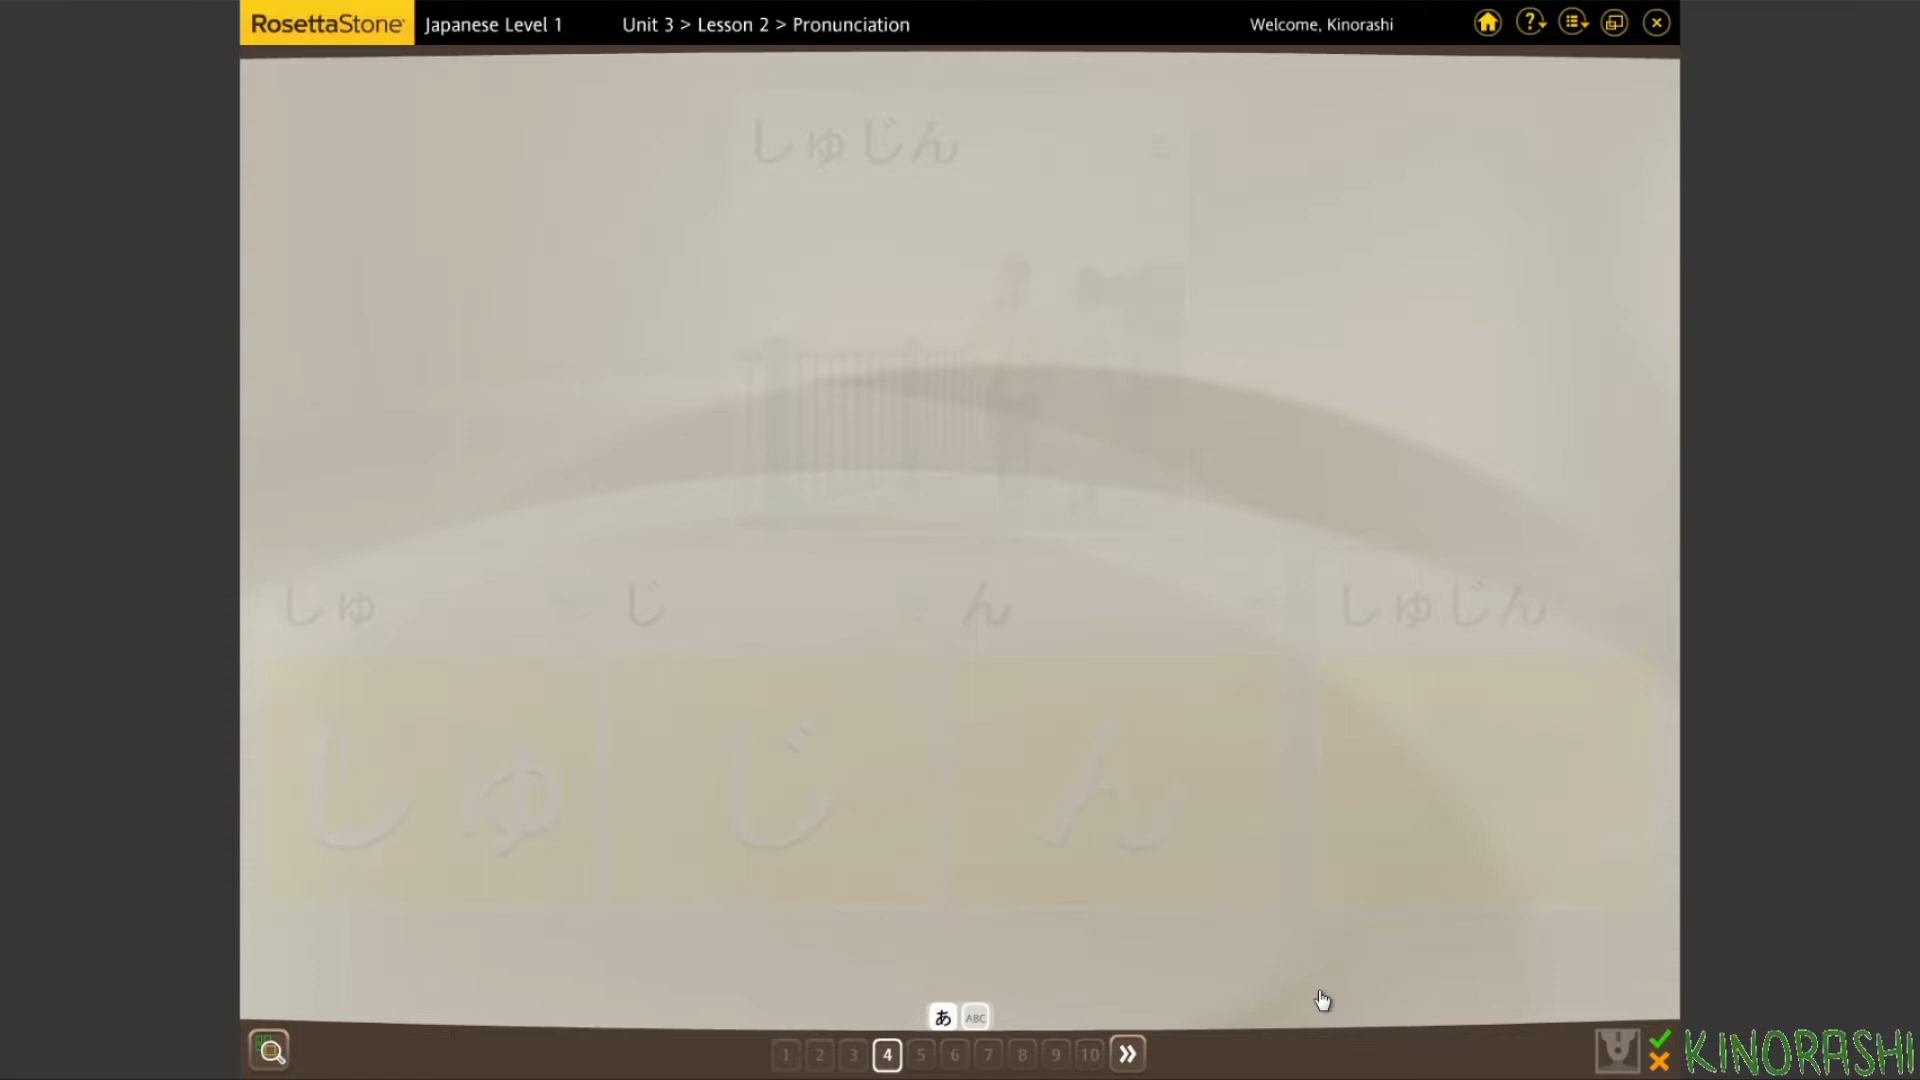 RosettaStone Japanese Level 1 Unit 3 > Lesson 2 > Pronunciation Welcome, Kinorashi ?
しゅじん
しゅ じ ん しゅじん
しゅ じ ん
あ ABC
1 2 3 4 5 6 7 8 9 10 »
KINORASHI